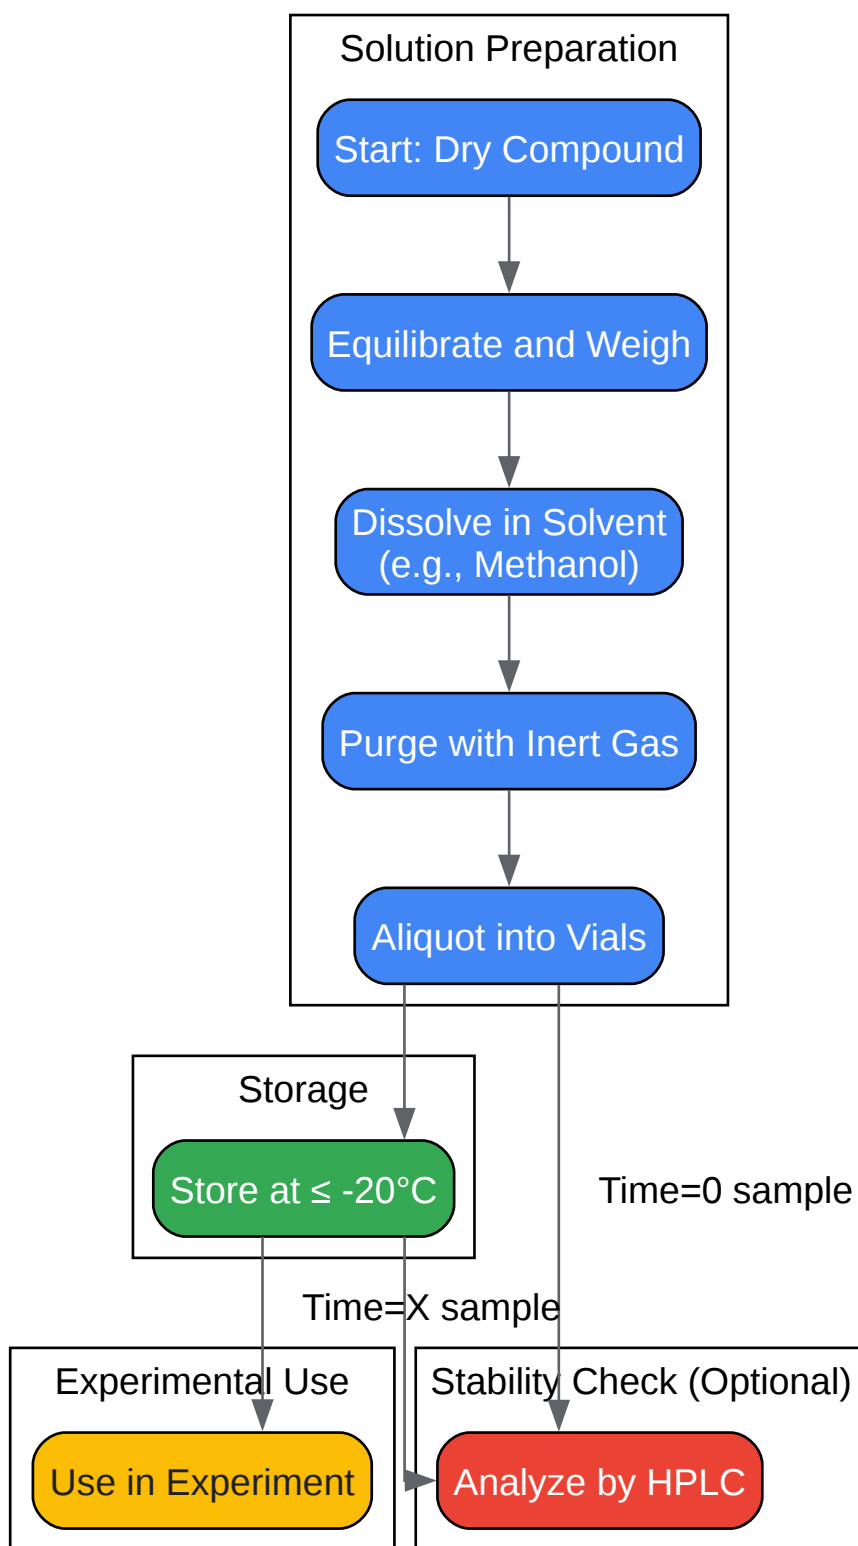 Solution Preparation
Start: Dry Compound
Equilibrate and Weigh
Dissolve in Solvent
(e.g., Methanol)
Purge with Inert Gas
Aliquot into Vials
Storage
Store at ≤ -20°C
Time=0 sample
Time=X sample
Experimental Use
Stability Check (Optional)
Use in Experiment
Analyze by HPLC